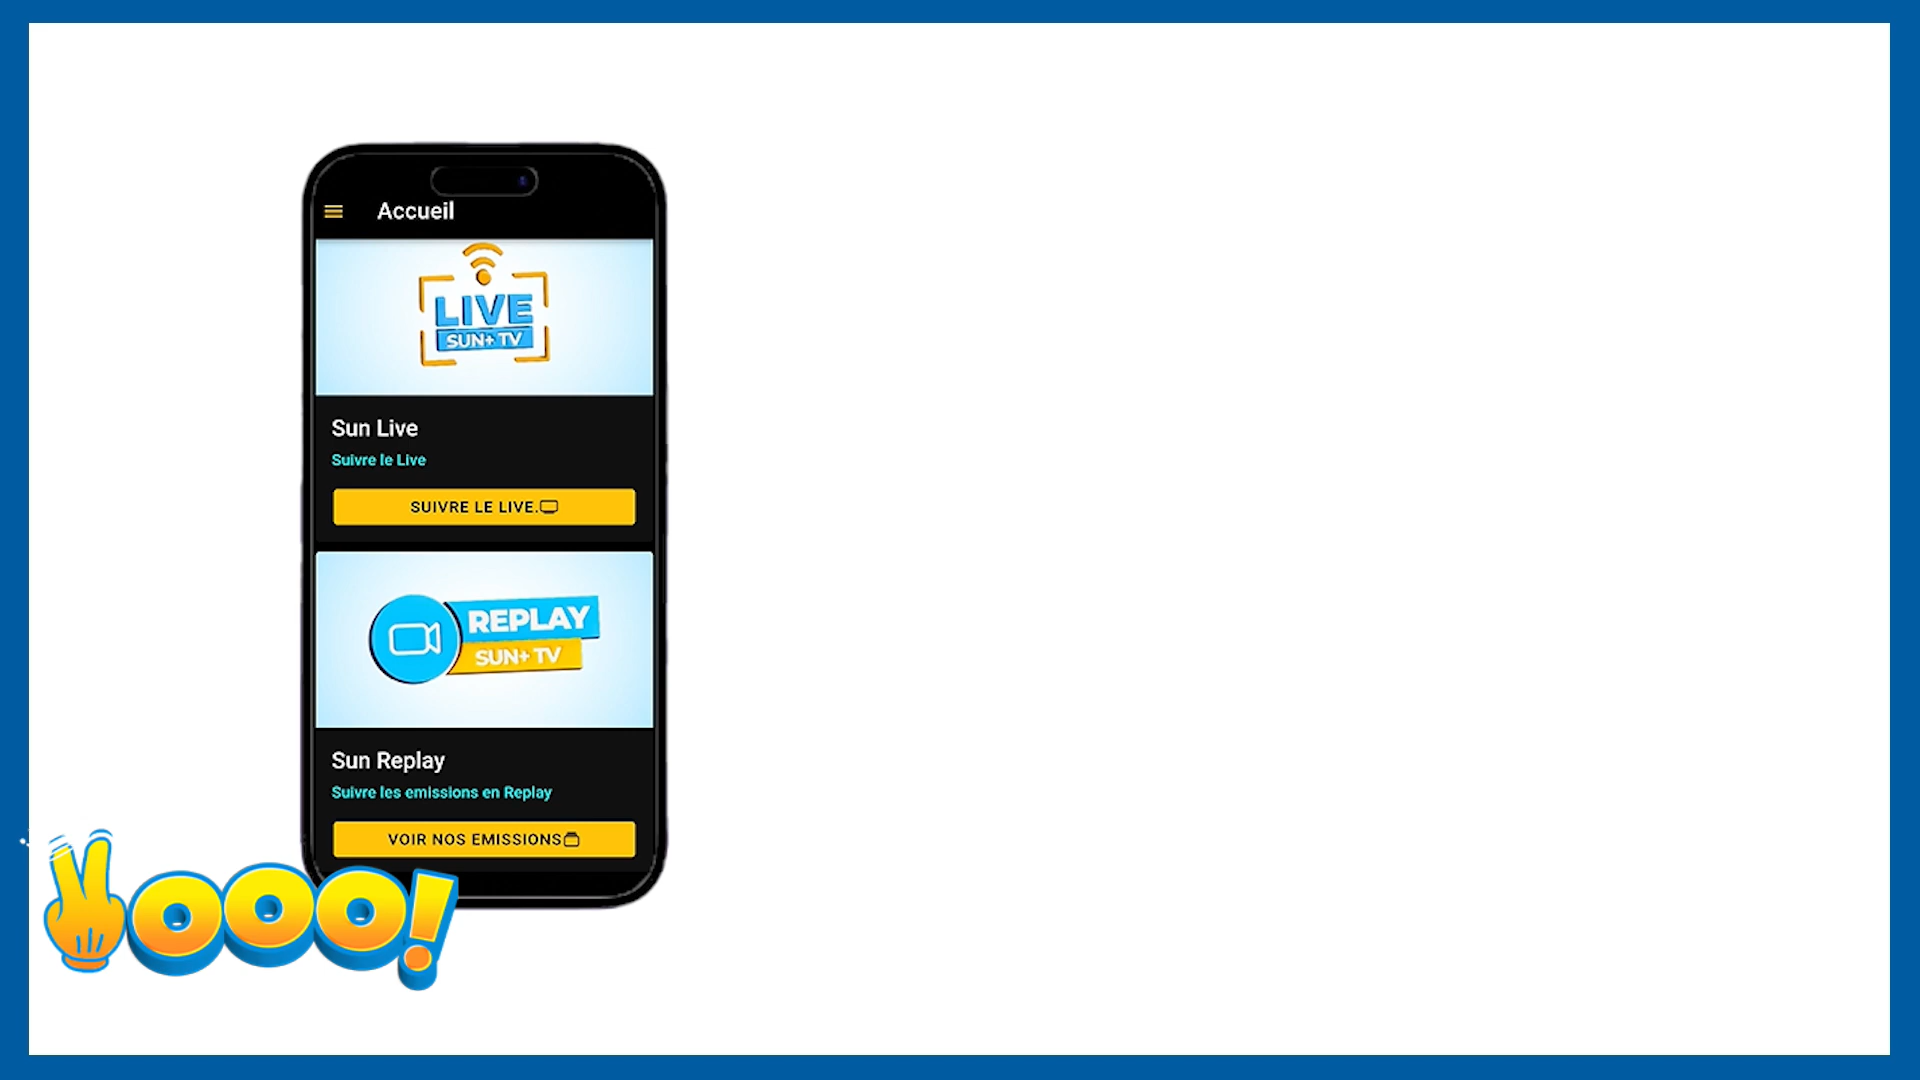 Accueil
LIVE
SUN+ TV
Sun Live
Suivre le Live
SUIVRE LE LIVE.
REPLAY
SUN+ TV
Sun Replay
Suivre les emissions en Replay
VOIR NOS EMISSIONS
VOOO!